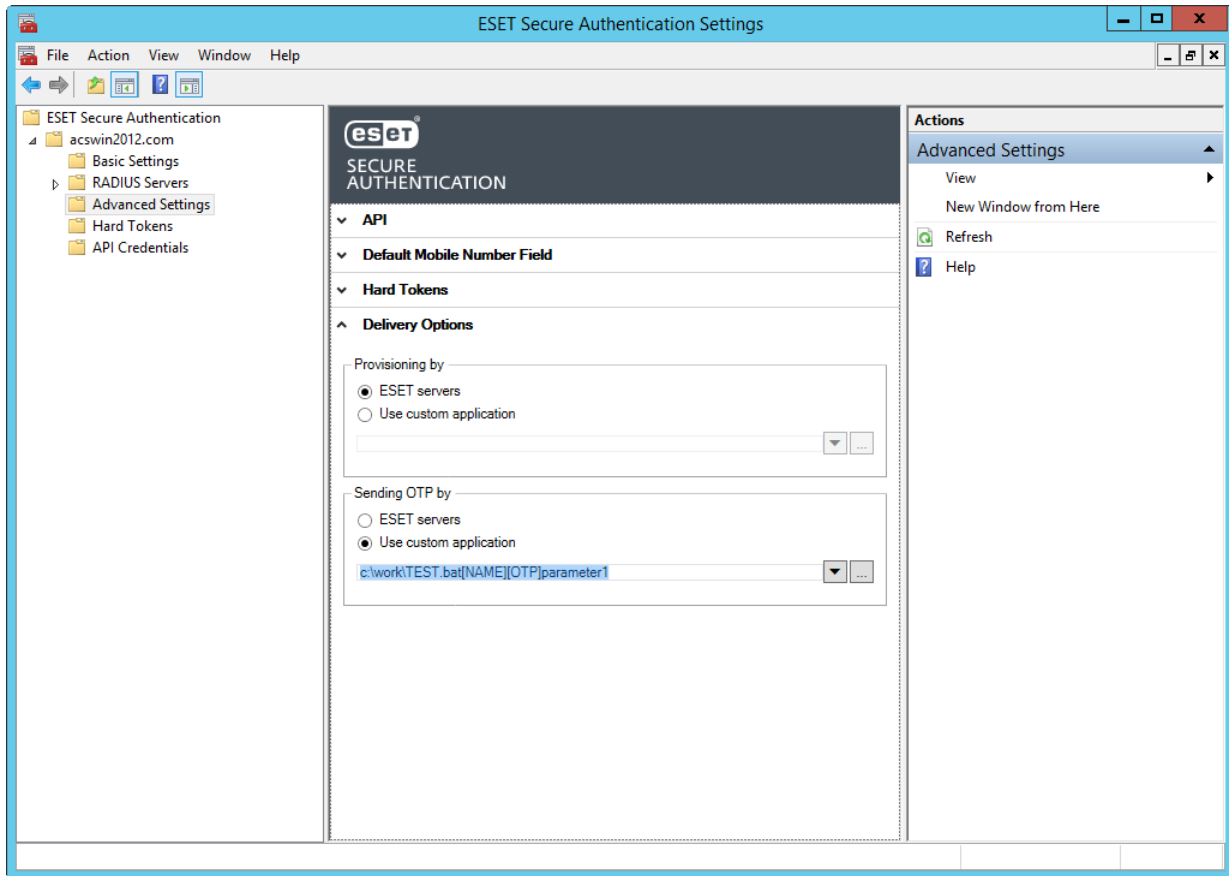 ESET Secure Authentication Settings
File Action View Window Help
ESET Secure Authentication
acswin2012.com
Basic Settings
RADIUS Servers
Advanced Settings
Hard Tokens
API Credentials
eset
SECURE
AUTHENTICATION
API
Default Mobile Number Field
Hard Tokens
Delivery Options
Provisioning by
ESET servers
Use custom application
...
Sending OTP by
ESET servers
Use custom application
c:\work\TEST.bat[NAME][OTP]parameter1
...
Actions
Advanced Settings
View
New Window from Here
Refresh
Help